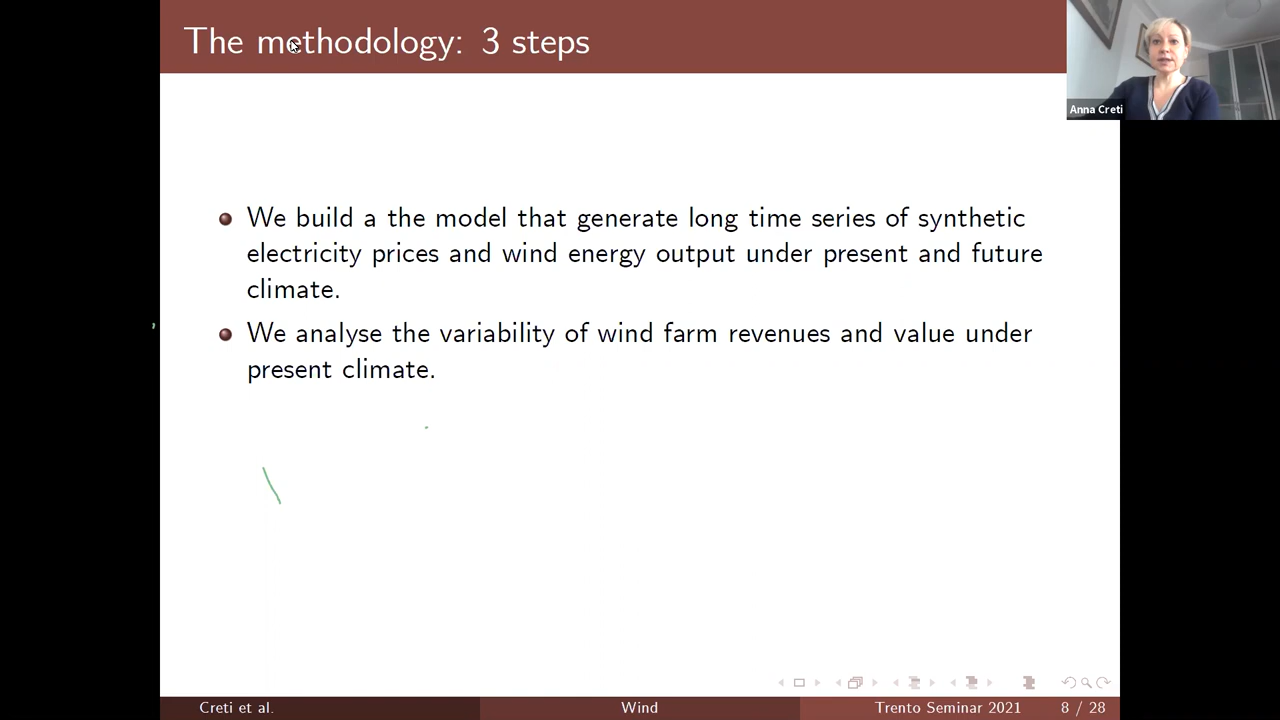 The methodology: 3 steps
Anna Creti
We build a the model that generate long time series of synthetic
electricity prices and wind energy output under present and future
climate.
We analyse the variability of wind farm revenues and value under
present climate.
Creti et al.
Wind
Trento Seminar 2021
8 / 28